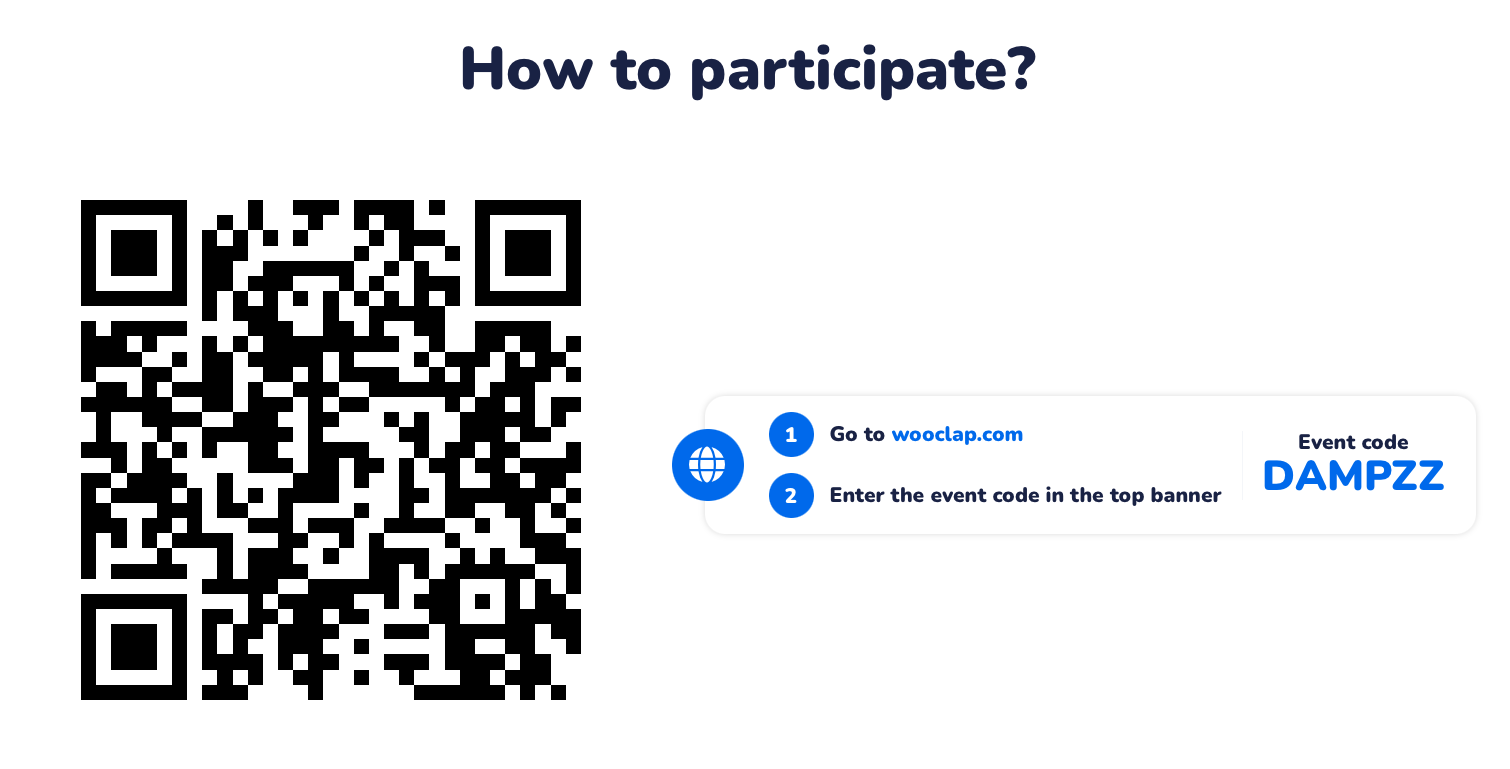 How to participate?
1 Go to wooclap.com
2 Enter the event code in the top banner
Event code
DAMPZZ